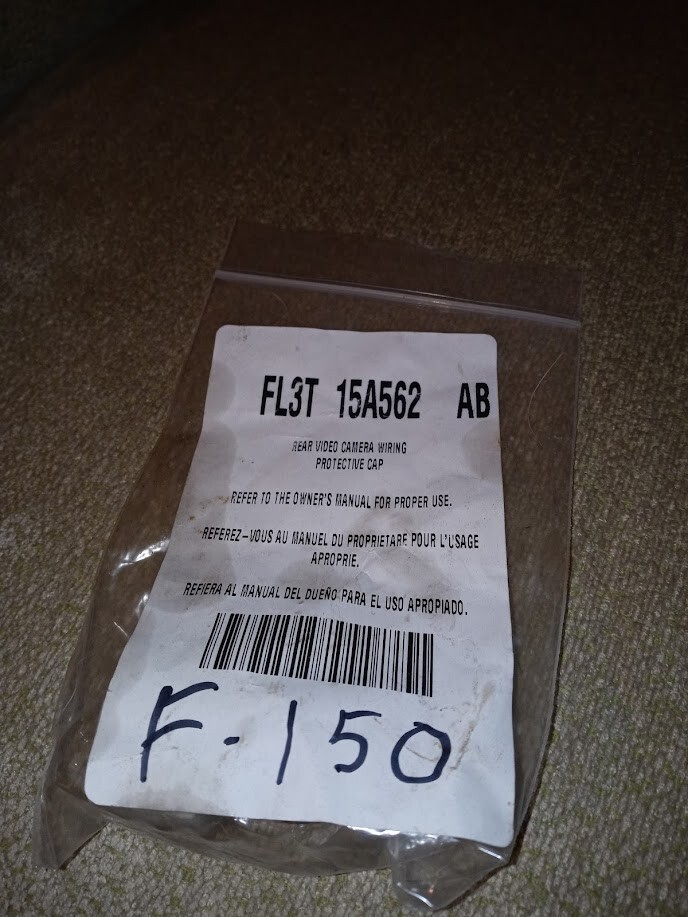 FL3T 15A562 AB
REAR VIDEO CAMERA WIRING
PROTECTIVE CAP
REFER TO THE OWNER'S MANUAL FOR PROPER USE.
REFEREZ-VOUS AU MANUEL DU PROPRIETARE POUR L'USAGE
APROPRIE.
REFIERA AL MANUAL DEL DUEÑO PARA EL USO APROPIADO.
F-150